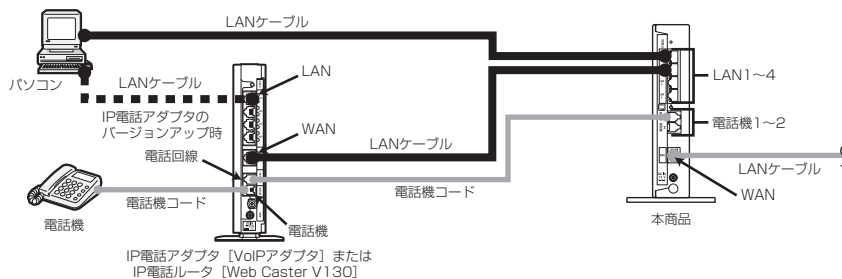 LANケーブル
パソコン
LANケーブル
LAN
LAN1～4
IP電話アダプタの
バージョンアップ時
WAN
電話機1～2
電話回線
LANケーブル
LANケーブル
電話機コード
電話機コード
WAN
電話機
電話機
本商品
IP電話アダプタ［VoIPアダプタ］または
IP電話ルータ［Web Caster V130］